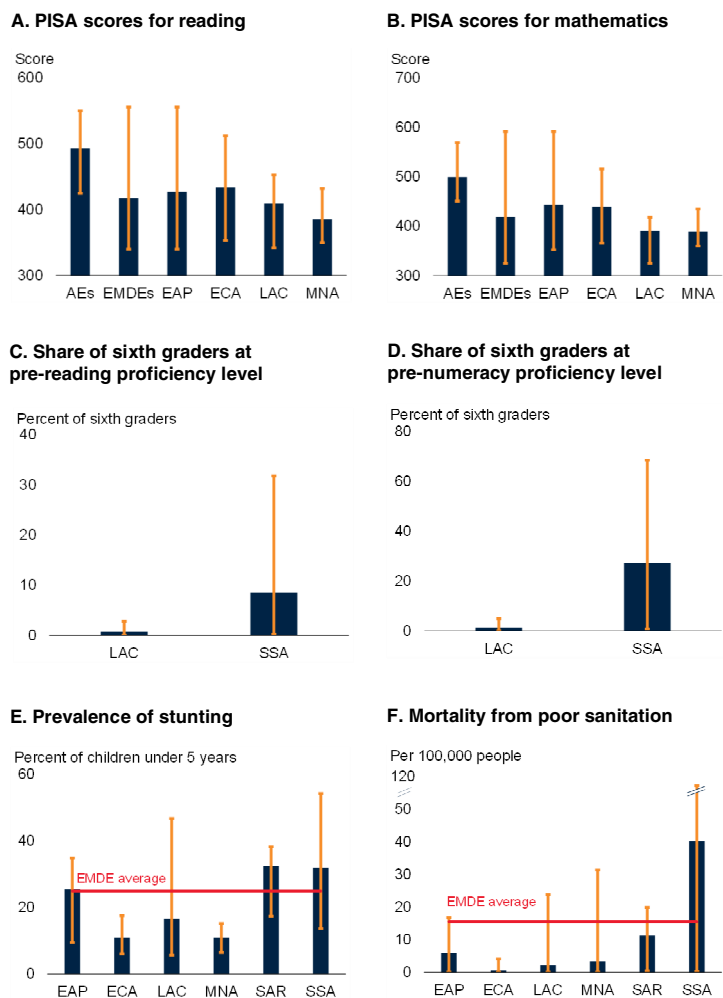 A. PISA scores for reading
Score
600
500
400
300
AEs EMDEs EAP ECA LAC MNA
B. PISA scores for mathematics
Score
700
600
500
400
300
AEs EMDEs EAP ECA LAC MNA
C. Share of sixth graders at
pre-reading proficiency level
Percent of sixth graders
40
30
20
10
0
LAC SSA
D. Share of sixth graders at
pre-numeracy proficiency level
Percent of sixth graders
80
60
40
20
0
LAC SSA
E. Prevalence of stunting
Percent of children under 5 years
60
40
20
0
EMDE average
EAP ECA LAC MNA SAR SSA
F. Mortality from poor sanitation
Per 100,000 people
120
50
40
30
20
10
0
EMDE average
EAP ECA LAC MNA SAR SSA